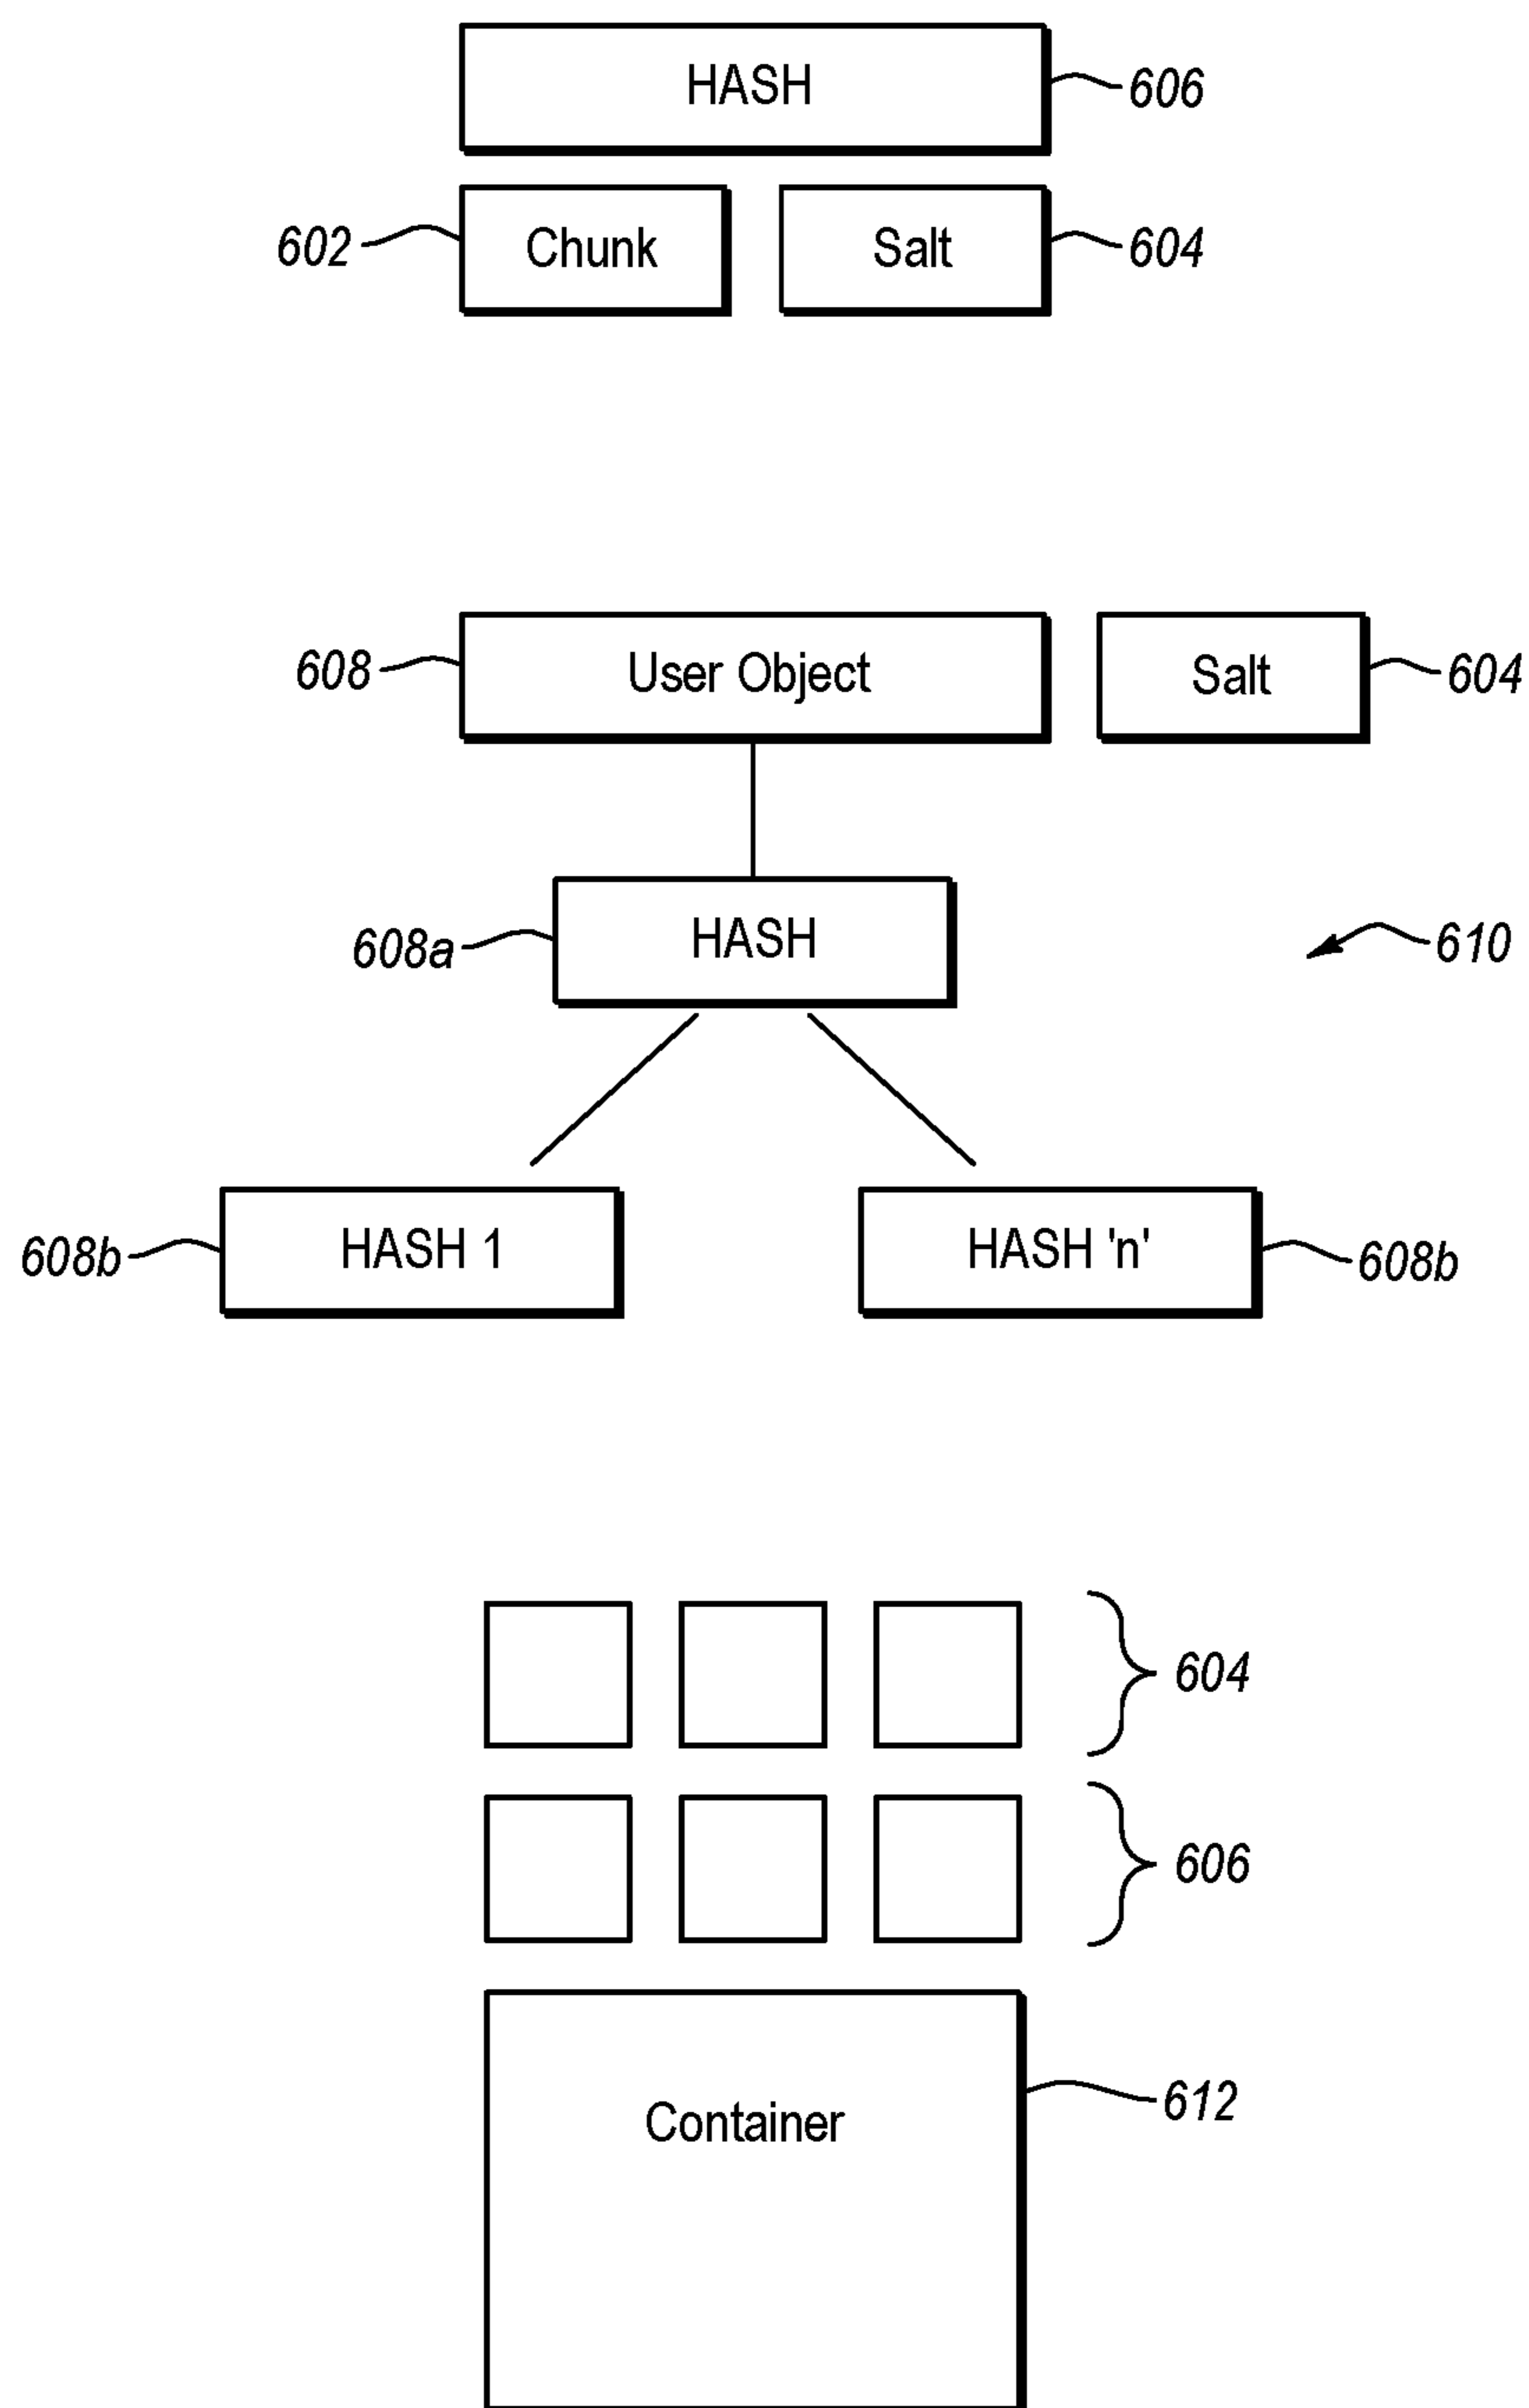 HASH 606
602 Chunk Salt 604
608 User Object Salt 604
608a HASH 610
608b HASH 1 HASH 'n' 608b
604
606
Container 612